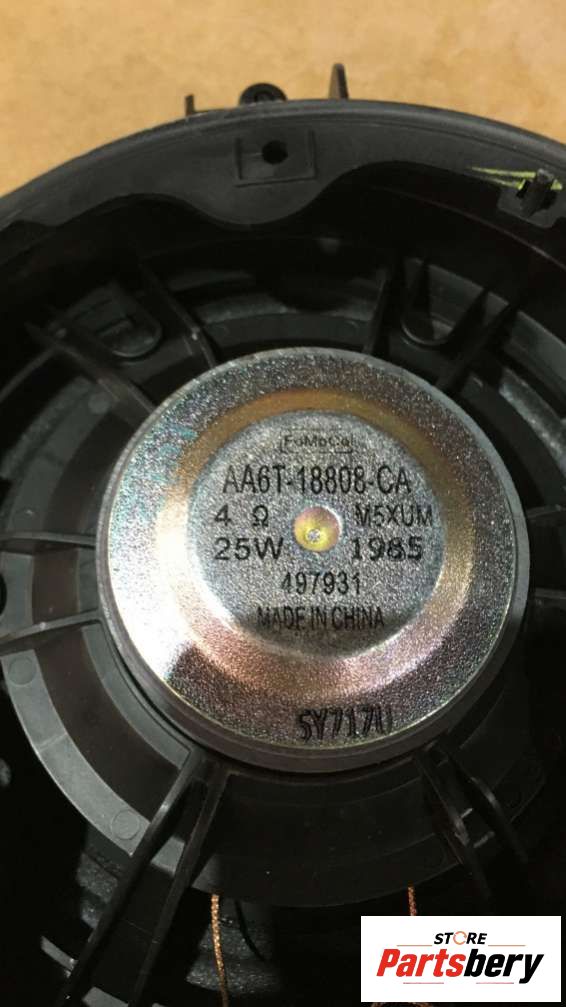 FoMoCo
AA6T-18808-CA
4 Ω M5XUM
25W 1985
497931
MADE IN CHINA
SY717U
STORE
Partsbery